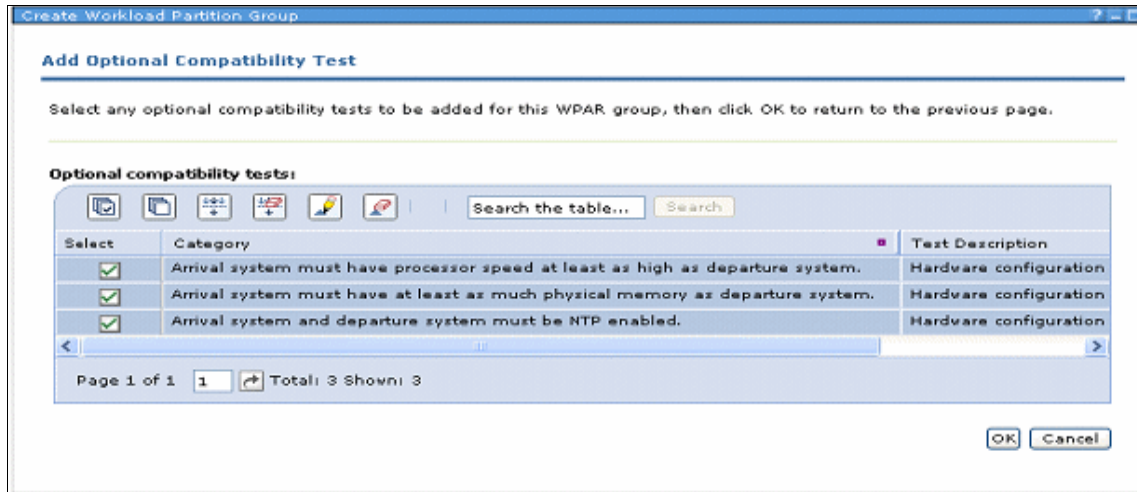 Create Workload Partition Group
Add Optional Compatibility Test
Select any optional compatibility tests to be added for this WPAR group, then click OK to return to the previous page.
Optional compatibility tests:
Search the table... Search
Select Category Test Description
Arrival system must have processor speed at least as high as departure system. Hardware configuration
Arrival system must have at least as much physical memory as departure system. Hardware configuration
Arrival system and departure system must be NTP enabled. Hardware configuration
Page 1 of 1 1 Total: 3 Shown: 3
OK Cancel